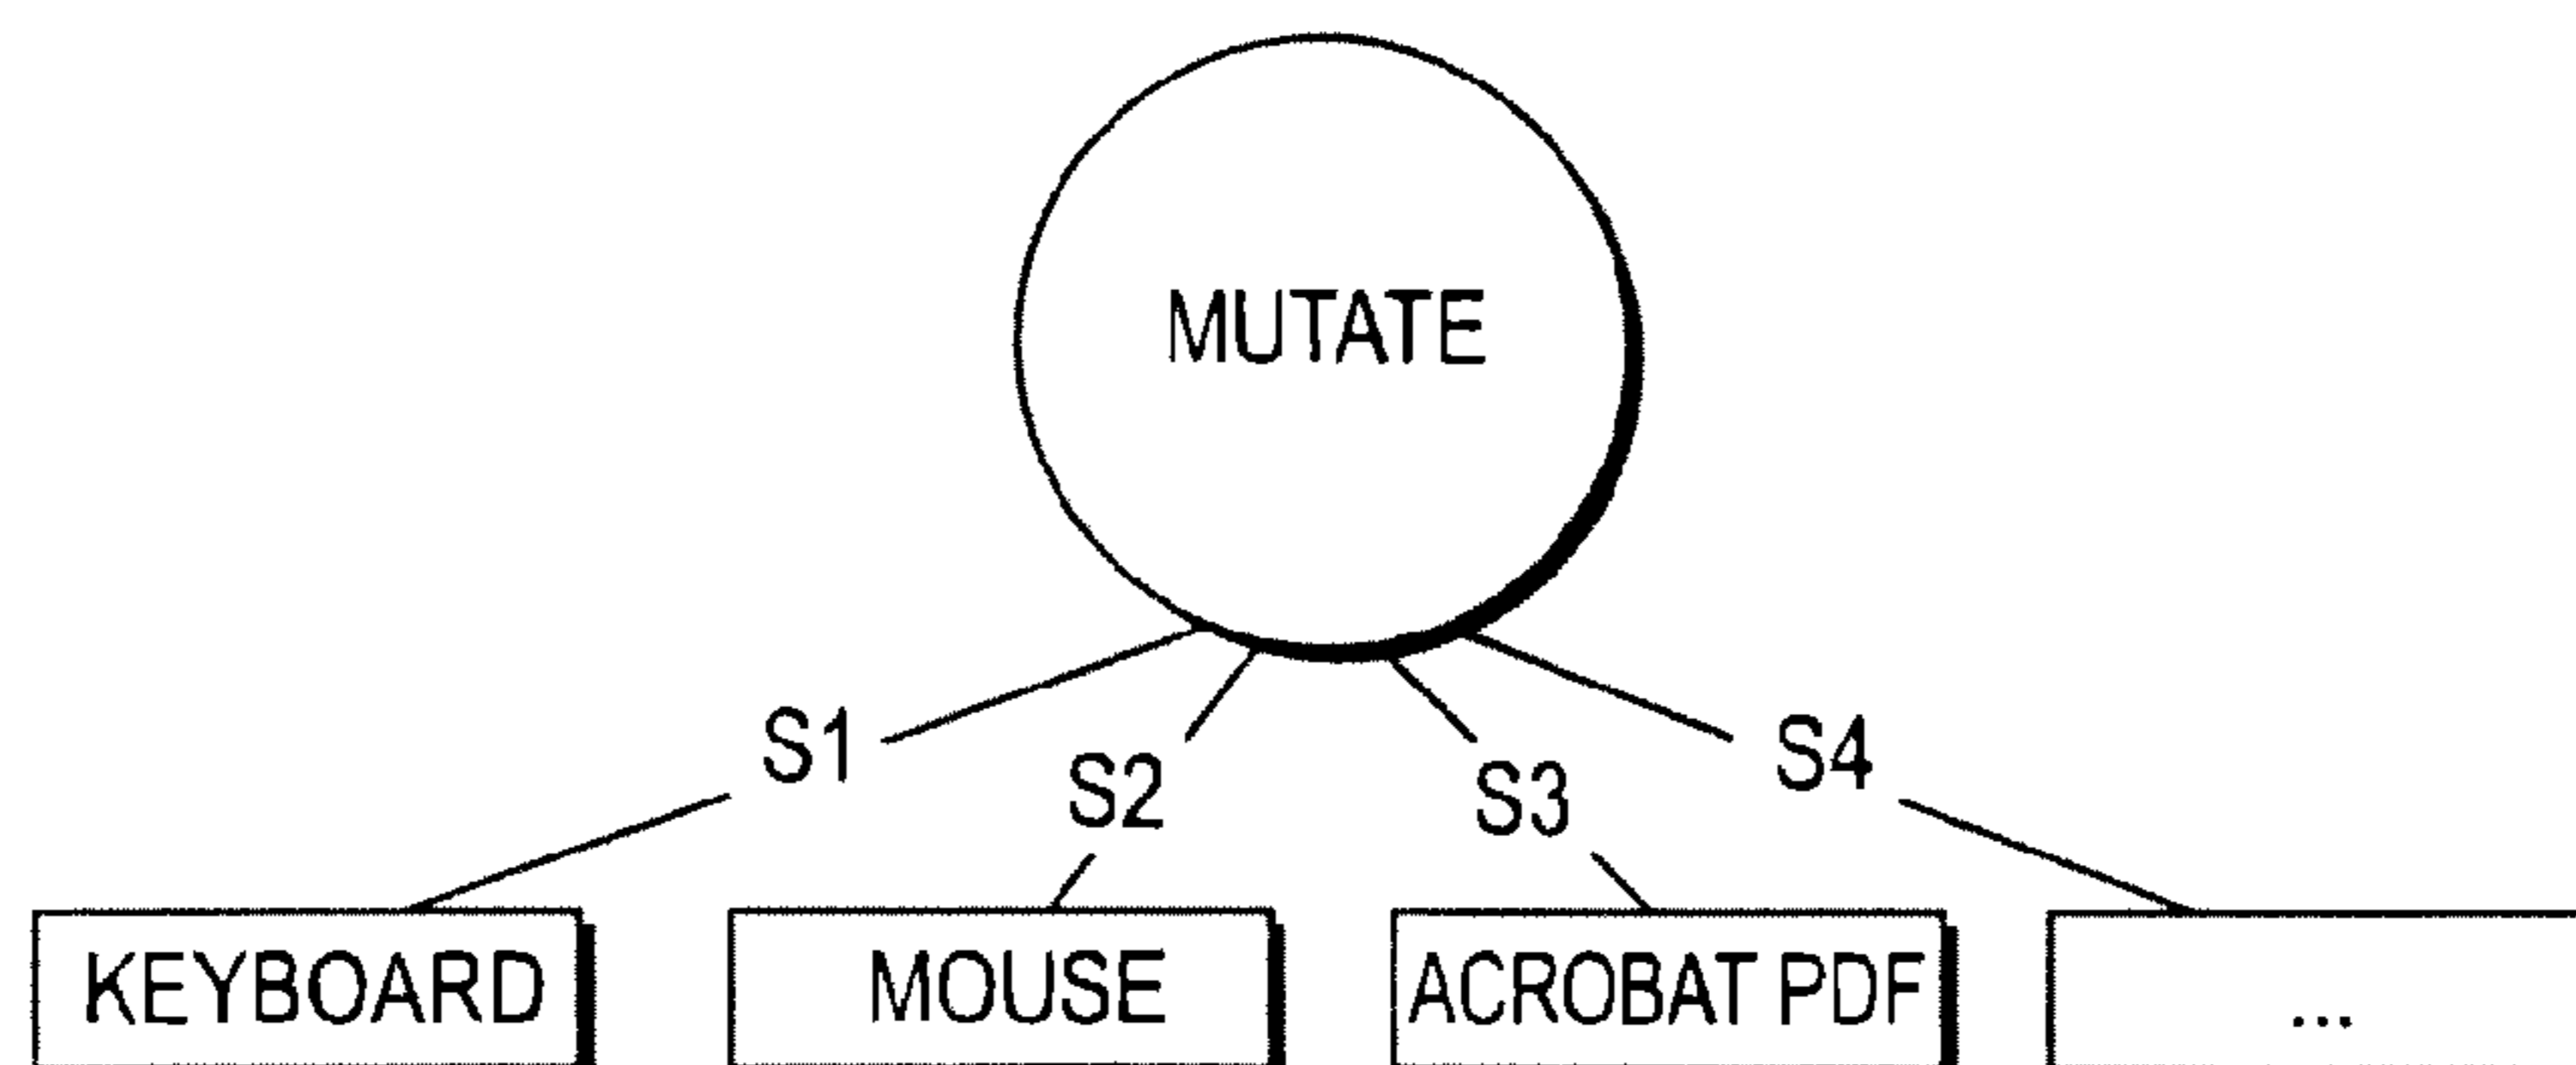 MUTATE
S1
S2
S3
S4
KEYBOARD
MOUSE
ACROBAT PDF
...